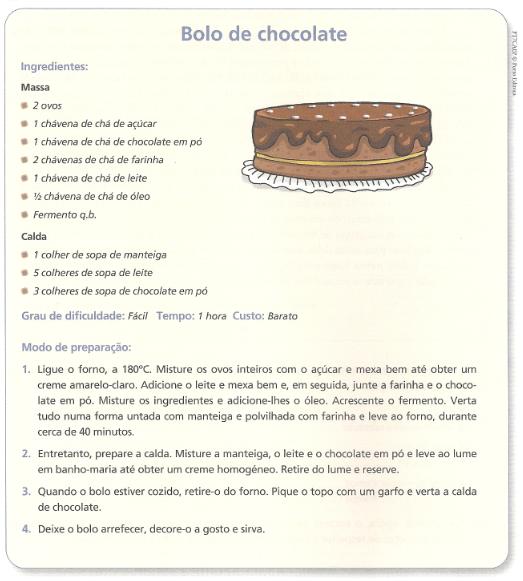 Bolo de chocolate
Ingredientes:
Massa
2 ovos
1 chávena de chá de açúcar
1 chávena de chá de chocolate em pó
2 chávenas de chá de farinha
1 chávena de chá de leite
½ chávena de chá de óleo
Fermento q.b.
Calda
1 colher de sopa de manteiga
5 colheres de sopa de leite
3 colheres de sopa de chocolate em pó
Grau de dificuldade: Fácil Tempo: 1 hora Custo: Barato
Modo de preparação:
1. Ligue o forno, a 180ºC. Misture os ovos inteiros com o açúcar e mexa bem até obter um
creme amarelo-claro. Adicione o leite e mexa bem e, em seguida, junte a farinha e o choco-
late em pó. Misture os ingredientes e adicione-lhes o óleo. Acrescente o fermento. Verta
tudo numa forma untada com manteiga e polvilhada com farinha e leve ao forno, durante
cerca de 40 minutos.
2. Entretanto, prepare a calda. Misture a manteiga, o leite e o chocolate em pó e leve ao lume
em banho-maria até obter um creme homogéneo. Retire do lume e reserve.
3. Quando o bolo estiver cozido, retire-o do forno. Pique o topo com um garfo e verta a calda
de chocolate.
4. Deixe o bolo arrefecer, decore-o a gosto e sirva.
© Porto Editora